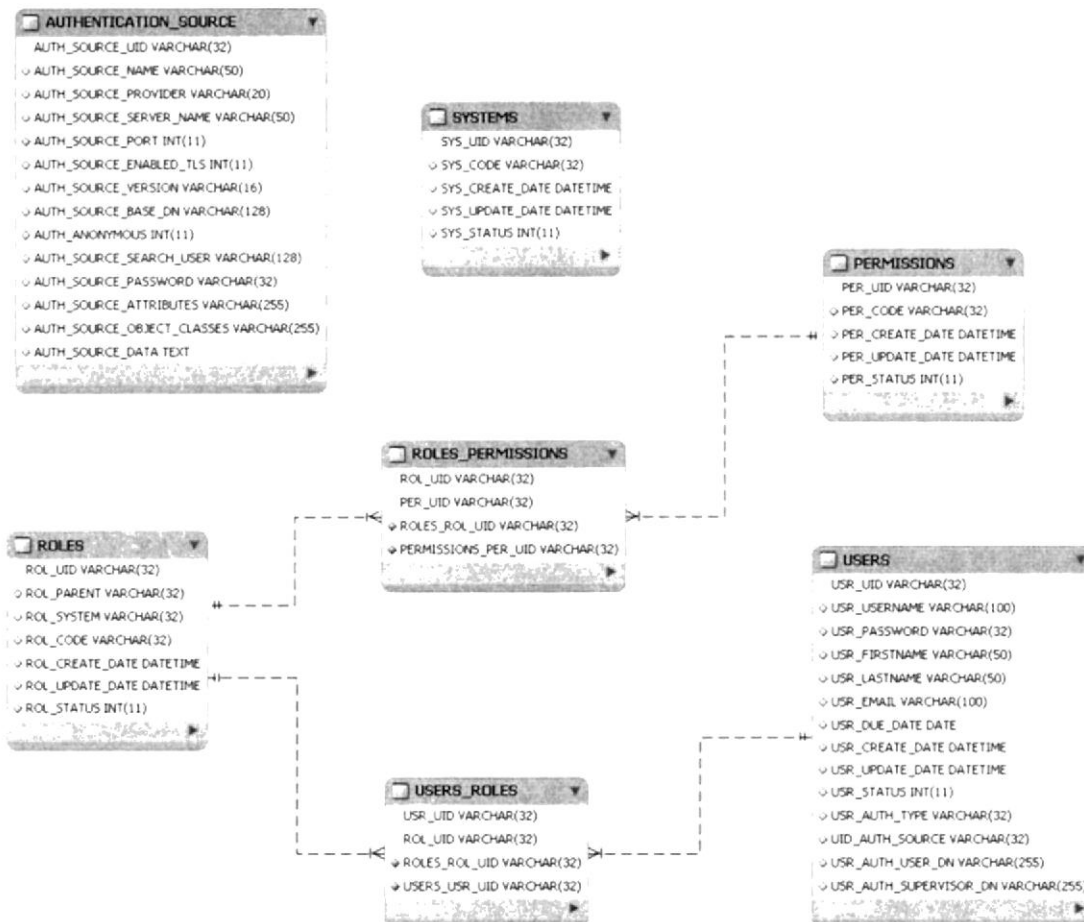 AUTHENTICATION_SOURCE
AUTH_SOURCE_UID VARCHAR(32)
AUTH_SOURCE_NAME VARCHAR(50)
AUTH_SOURCE_PROVIDER VARCHAR(20)
AUTH_SOURCE_SERVER_NAME VARCHAR(50)
AUTH_SOURCE_PORT INT(11)
AUTH_SOURCE_ENABLED_TLS INT(11)
AUTH_SOURCE_VERSION VARCHAR(16)
AUTH_SOURCE_BASE_DN VARCHAR(128)
AUTH_ANONYMOUS INT(11)
AUTH_SOURCE_SEARCH_USER VARCHAR(128)
AUTH_SOURCE_PASSWORD VARCHAR(32)
AUTH_SOURCE_ATTRIBUTES VARCHAR(255)
AUTH_SOURCE_OBJECT_CLASSES VARCHAR(255)
AUTH_SOURCE_DATA TEXT
SYSTEMS
SYS_UID VARCHAR(32)
SYS_CODE VARCHAR(32)
SYS_CREATE_DATE DATETIME
SYS_UPDATE_DATE DATETIME
SYS_STATUS INT(11)
PERMISSIONS
PER_UID VARCHAR(32)
PER_CODE VARCHAR(32)
PER_CREATE_DATE DATETIME
PER_UPDATE_DATE DATETIME
PER_STATUS INT(11)
ROLES_PERMISSIONS
ROL_UID VARCHAR(32)
PER_UID VARCHAR(32)
ROLES_ROL_UID VARCHAR(32)
PERMISSIONS_PER_UID VARCHAR(32)
ROLES
ROL_UID VARCHAR(32)
ROL_PARENT VARCHAR(32)
ROL_SYSTEM VARCHAR(32)
ROL_CODE VARCHAR(32)
ROL_CREATE_DATE DATETIME
ROL_UPDATE_DATE DATETIME
ROL_STATUS INT(11)
USERS
USR_UID VARCHAR(32)
USR_USERNAME VARCHAR(100)
USR_PASSWORD VARCHAR(32)
USR_FIRSTNAME VARCHAR(50)
USR_LASTNAME VARCHAR(50)
USR_EMAIL VARCHAR(100)
USR_DUE_DATE DATE
USR_CREATE_DATE DATETIME
USR_UPDATE_DATE DATETIME
USR_STATUS INT(11)
USR_AUTH_TYPE VARCHAR(32)
UID_AUTH_SOURCE VARCHAR(32)
USR_AUTH_USER_DN VARCHAR(255)
USR_AUTH_SUPERVISOR_DN VARCHAR(255)
USERS_ROLES
USR_UID VARCHAR(32)
ROL_UID VARCHAR(32)
ROLES_ROL_UID VARCHAR(32)
USERS_USR_UID VARCHAR(32)